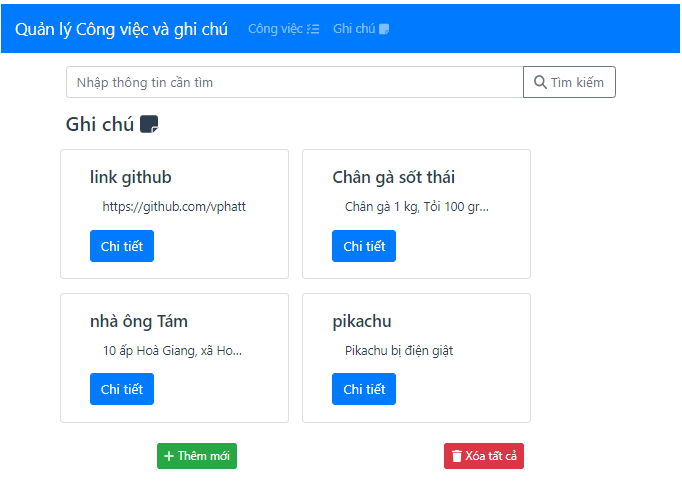 Quản lý Công việc và ghi chú Công việc Ghi chú
Nhập thông tin cần tìm Tìm kiếm
Ghi chú
link github
https://github.com/vphatt
Chi tiết
Chân gà sốt thái
Chân gà 1 kg, Tỏi 100 gr...
Chi tiết
nhà ông Tám
10 ấp Hoà Giang, xã Ho...
Chi tiết
pikachu
Pikachu bị điện giật
Chi tiết
Thêm mới Xóa tất cả